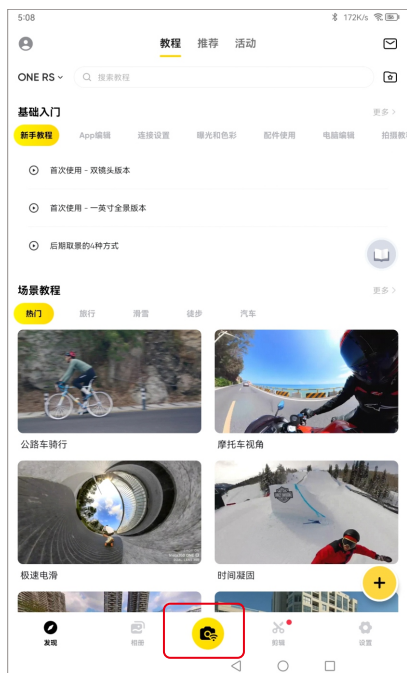 5:08 172K/s
教程 推荐 活动
ONE RS 搜索教程
基础入门 更多
新手教程 App编辑 连接设置 曝光和色彩 配件使用 电脑编辑 拍摄教
首次使用 - 双镜头版本
首次使用 - 一英寸全景版本
后期取景的4种方式
场景教程 更多
热门 旅行 滑雪 徒步 汽车
公路车骑行 摩托车视角
极速电滑 时间凝固
发现 相册 剪辑 设置